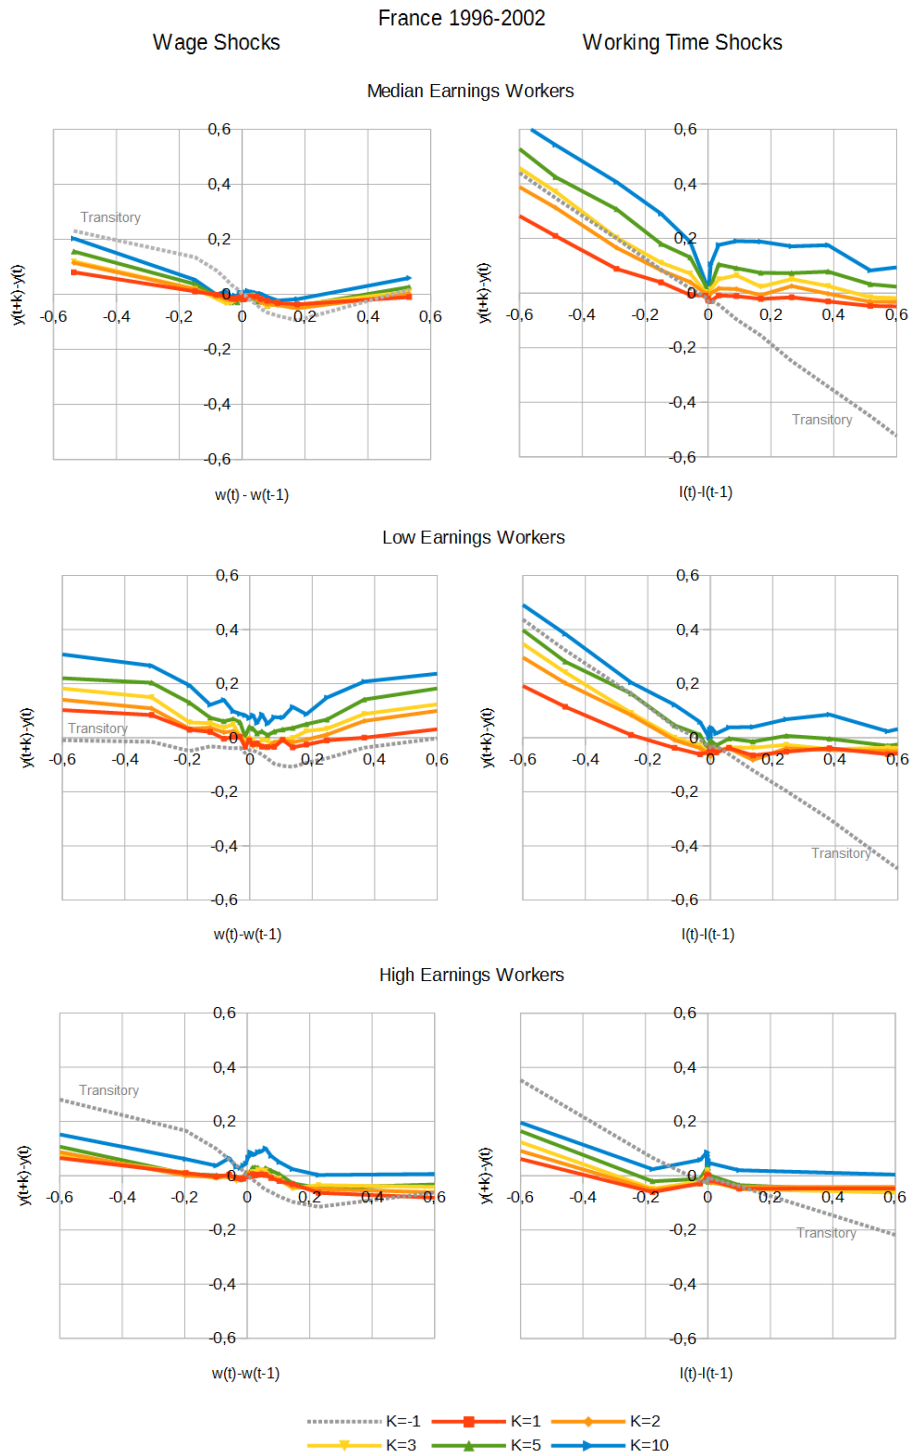 France 1996-2002
Wage Shocks
Working Time Shocks
Median Earnings Workers
0,6
0,4
0,2
0
-0,2
-0,4
-0,6
-0,6 -0,4 -0,2 0 0,2 0,4 0,6
Transitory
y(t+k)-y(t)
w(t) - w(t-1)
0,6
0,4
0,2
0
-0,2
-0,4
-0,6
-0,6 -0,4 -0,2 0 0,2 0,4 0,6
Transitory
y(t+k)-y(t)
l(t)-l(t-1)
Low Earnings Workers
0,6
0,4
0,2
0
-0,2
-0,4
-0,6
-0,6 -0,4 -0,2 0 0,2 0,4 0,6
Transitory
y(t+k)-y(t)
w(t)-w(t-1)
0,6
0,4
0,2
0
-0,2
-0,4
-0,6
-0,6 -0,4 -0,2 0 0,2 0,4 0,6
Transitory
y(t+k)-y(t)
l(t)-l(t-1)
High Earnings Workers
0,6
0,4
0,2
0
-0,2
-0,4
-0,6
-0,6 -0,4 -0,2 0 0,2 0,4 0,6
Transitory
y(t+k)-y(t)
w(t)-w(t-1)
0,6
0,4
0,2
0
-0,2
-0,4
-0,6
-0,6 -0,4 -0,2 0 0,2 0,4 0,6
Transitory
y(t+k)-y(t)
l(t)-l(t-1)
K=-1 K=1 K=2
K=3 K=5 K=10